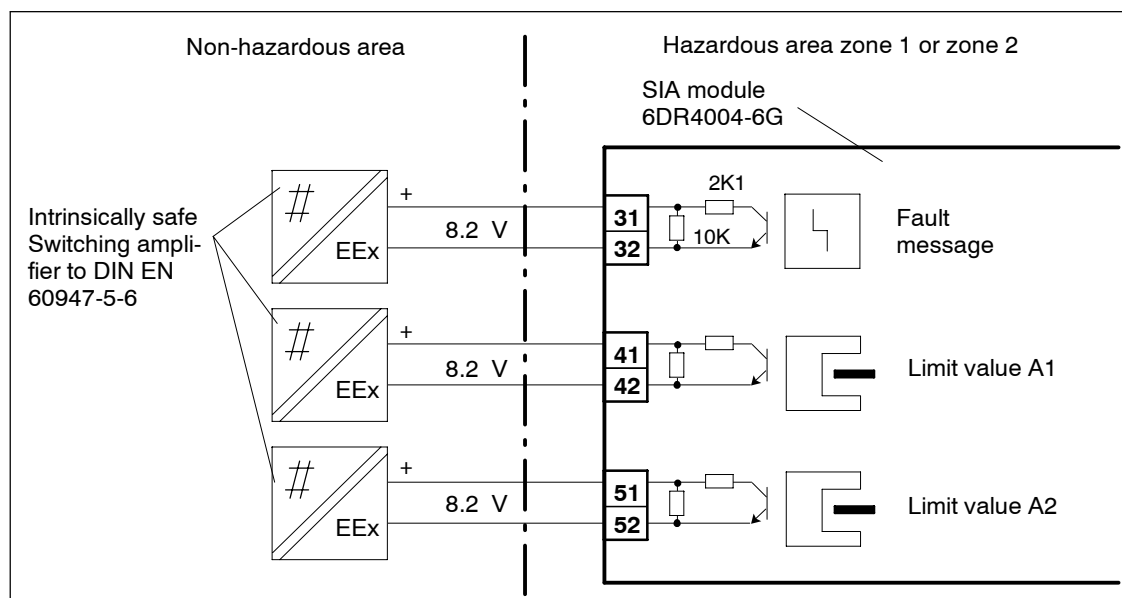 Non-hazardous area
Hazardous area zone 1 or zone 2
SIA module
6DR4004-6G
Intrinsically safe
Switching ampli-
fier to DIN EN
60947-5-6
+
8.2 V
EEx
31
32
2K1
10K
Fault
message
+
8.2 V
EEx
41
42
Limit value A1
+
8.2 V
EEx
51
52
Limit value A2